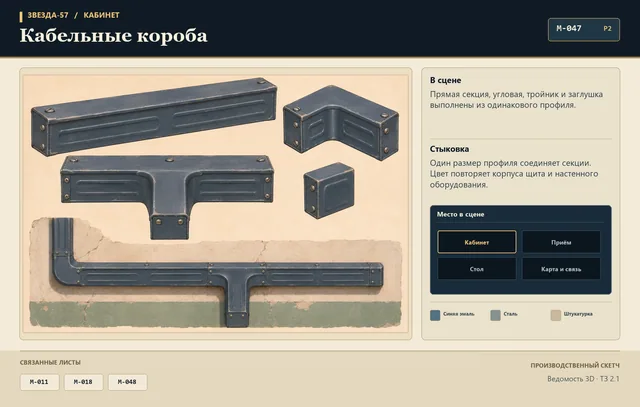 ЗВЕЗДА-57 / КАБИНЕТ
Кабельные короба
M-047 P2
В сцене
Прямая секция, угловая, тройник и заглушка
выполнены из одинакового профиля.
Стыковка
Один размер профиля соединяет секции.
Цвет повторяет корпуса щита и настенного
оборудования.
Место в сцене
Кабинет
Приём
Стол
Карта и связь
Синяя эмаль
Сталь
Штукатурка
СВЯЗАННЫЕ ЛИСТЫ
M-011
M-018
M-048
ПРОИЗВОДСТВЕННЫЙ СКЕТЧ
Ведомость 3D · ТЗ 2.1